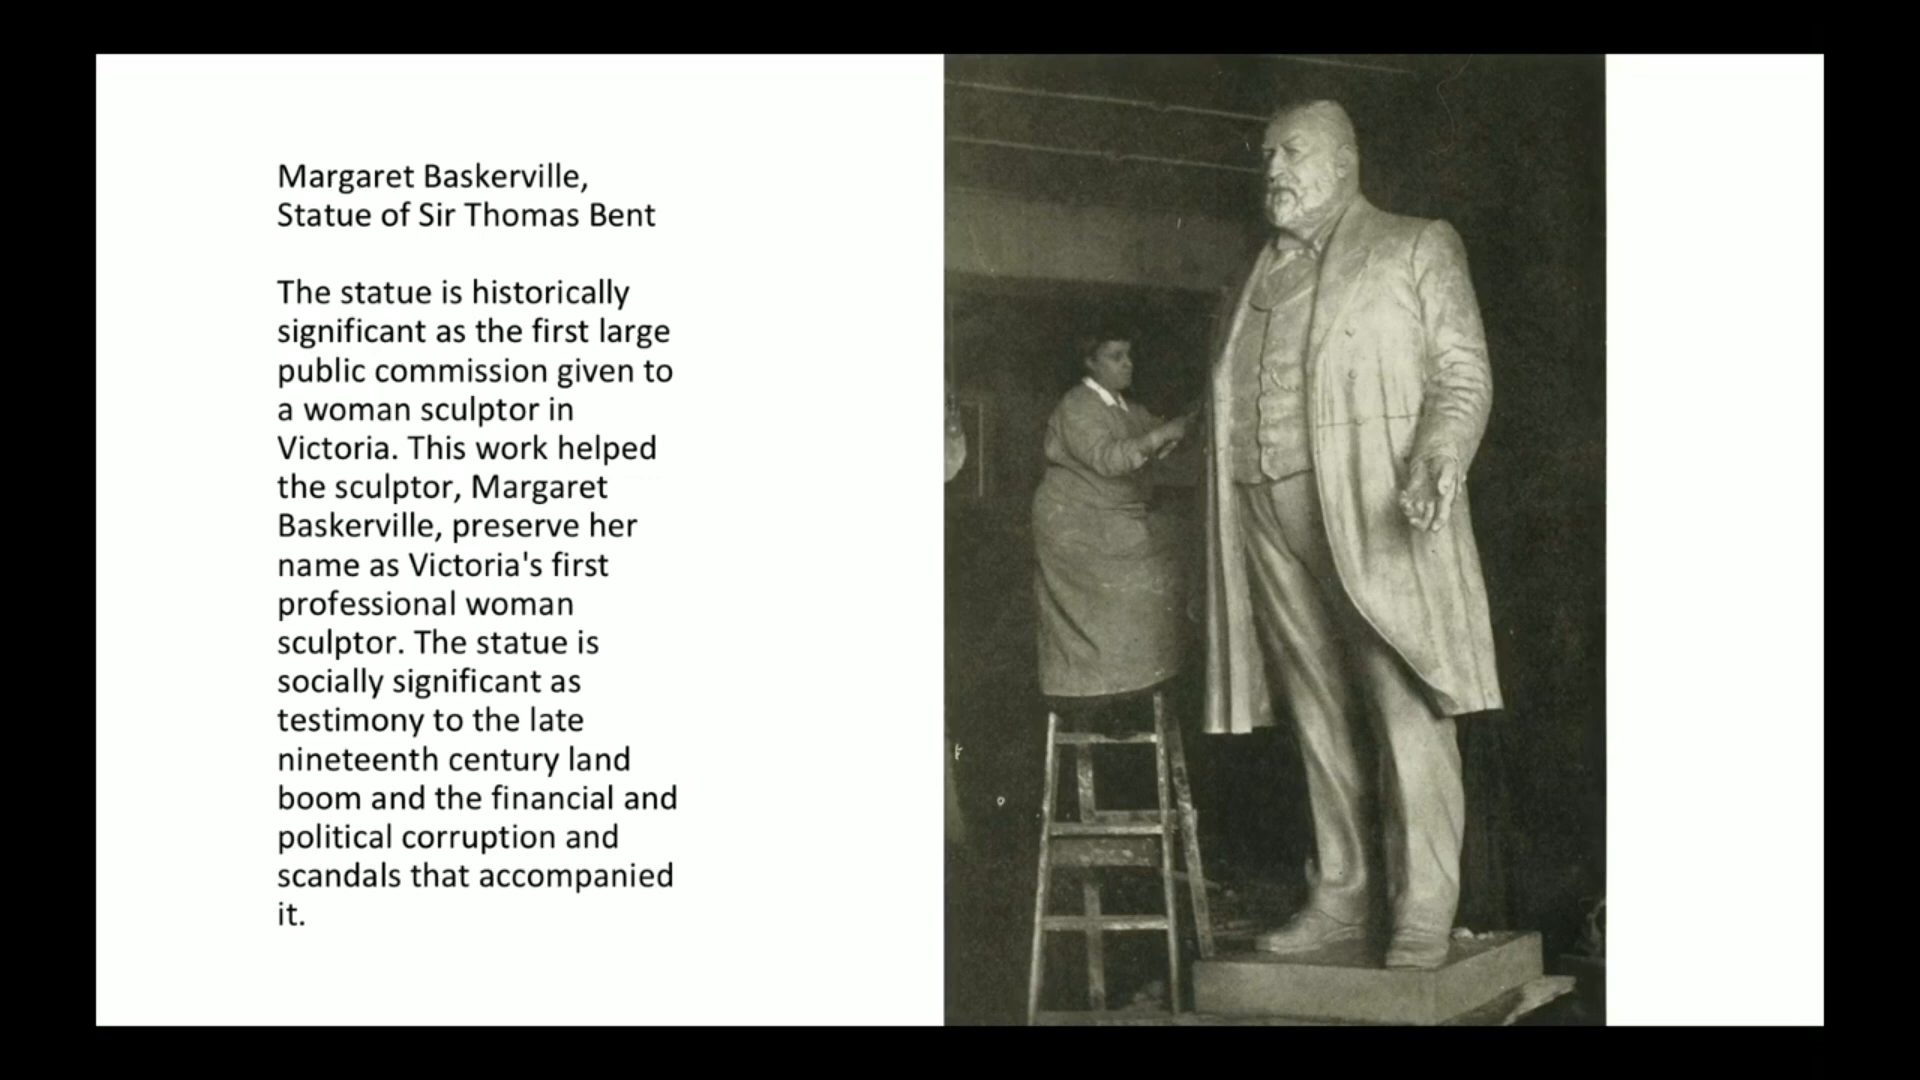 Margaret Baskerville,
Statue of Sir Thomas Bent
The statue is historically
significant as the first large
public commission given to
a woman sculptor in
Victoria. This work helped
the sculptor, Margaret
Baskerville, preserve her
name as Victoria's first
professional woman
sculptor. The statue is
socially significant as
testimony to the late
nineteenth century land
boom and the financial and
political corruption and
scandals that accompanied
it.